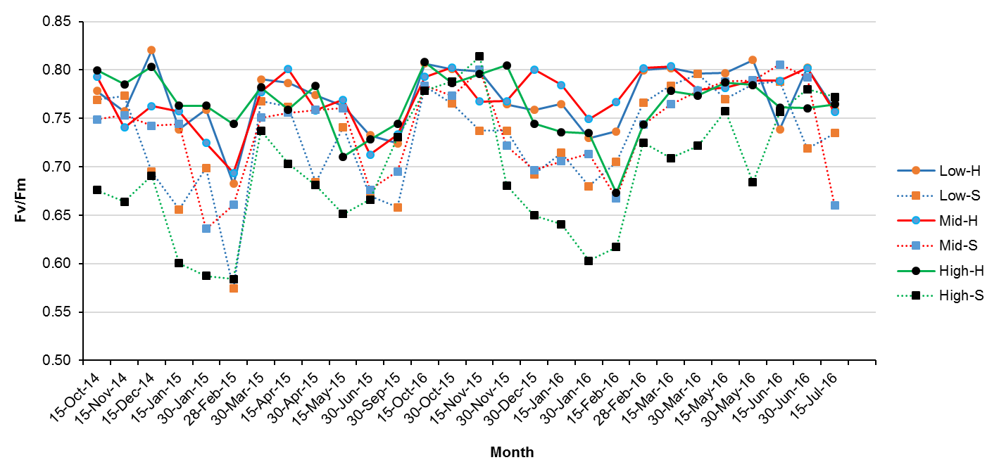 0.85
0.80
0.75
0.70
0.65
0.60
0.55
0.50
Fv/Fm
15-Oct-14
15-Nov-14
15-Dec-14
15-Jan-15
30-Jan-15
28-Feb-15
30-Mar-15
15-Apr-15
30-Apr-15
15-May-15
30-Jun-15
30-Sep-15
15-Oct-16
30-Oct-15
15-Nov-15
30-Nov-15
30-Dec-15
15-Jan-16
30-Jan-16
15-Feb-16
28-Feb-16
15-Mar-16
30-Mar-16
15-May-16
30-May-16
15-Jun-16
30-Jun-16
15-Jul-16
Month
Low-H
Low-S
Mid-H
Mid-S
High-H
High-S